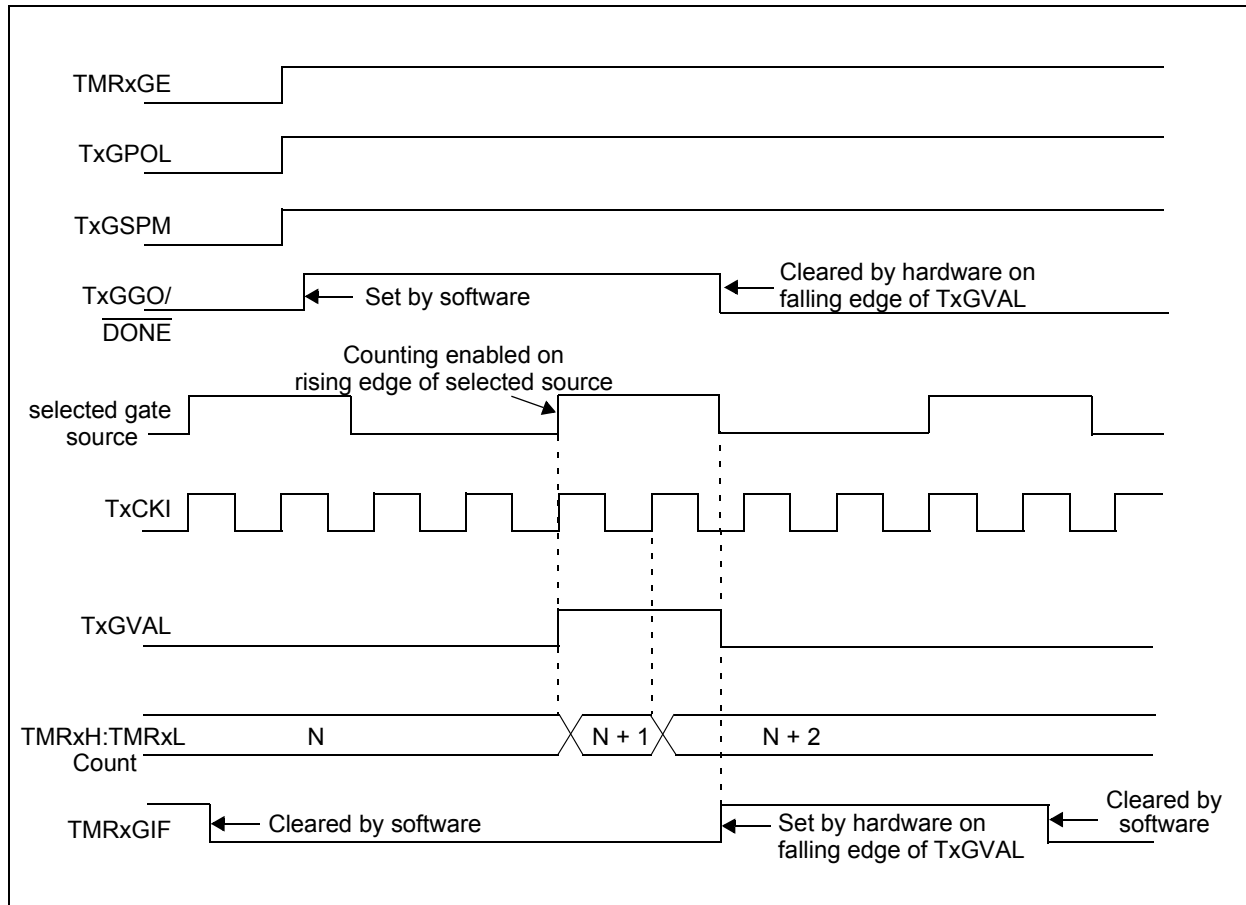 TMRxGE
TxGPOL
TxGSPM
TxGGO/
DONE
Set by software
Cleared by hardware on
falling edge of TxGVAL
Counting enabled on
rising edge of selected source
selected gate
source
TxCKI
TxGVAL
TMRxH:TMRxL
Count
N
N + 1
N + 2
TMRxGIF
Cleared by software
Set by hardware on
falling edge of TxGVAL
Cleared by
software